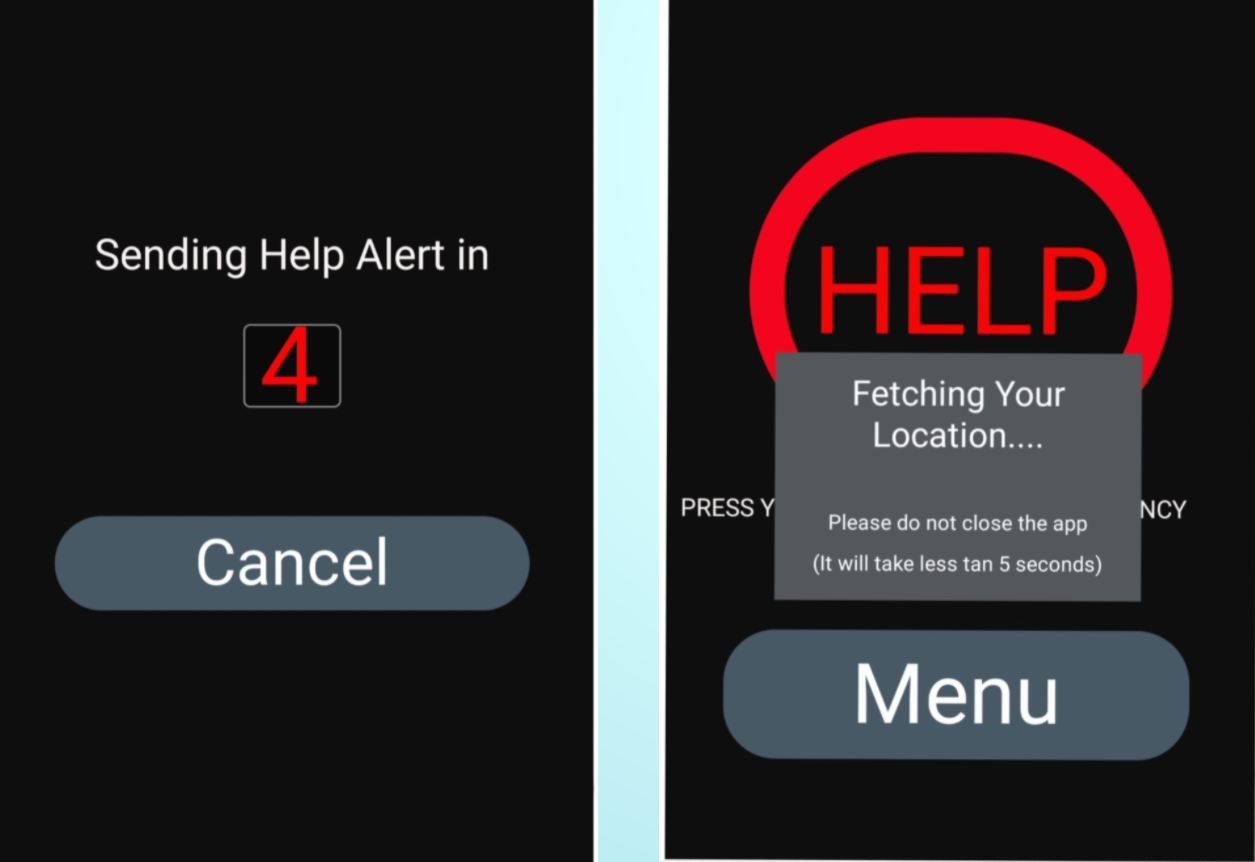 Sending Help Alert in
4
Cancel
HELP
Fetching Your
Location....
PRESS Y
NCY
Please do not close the app
(It will take less tan 5 seconds)
Menu